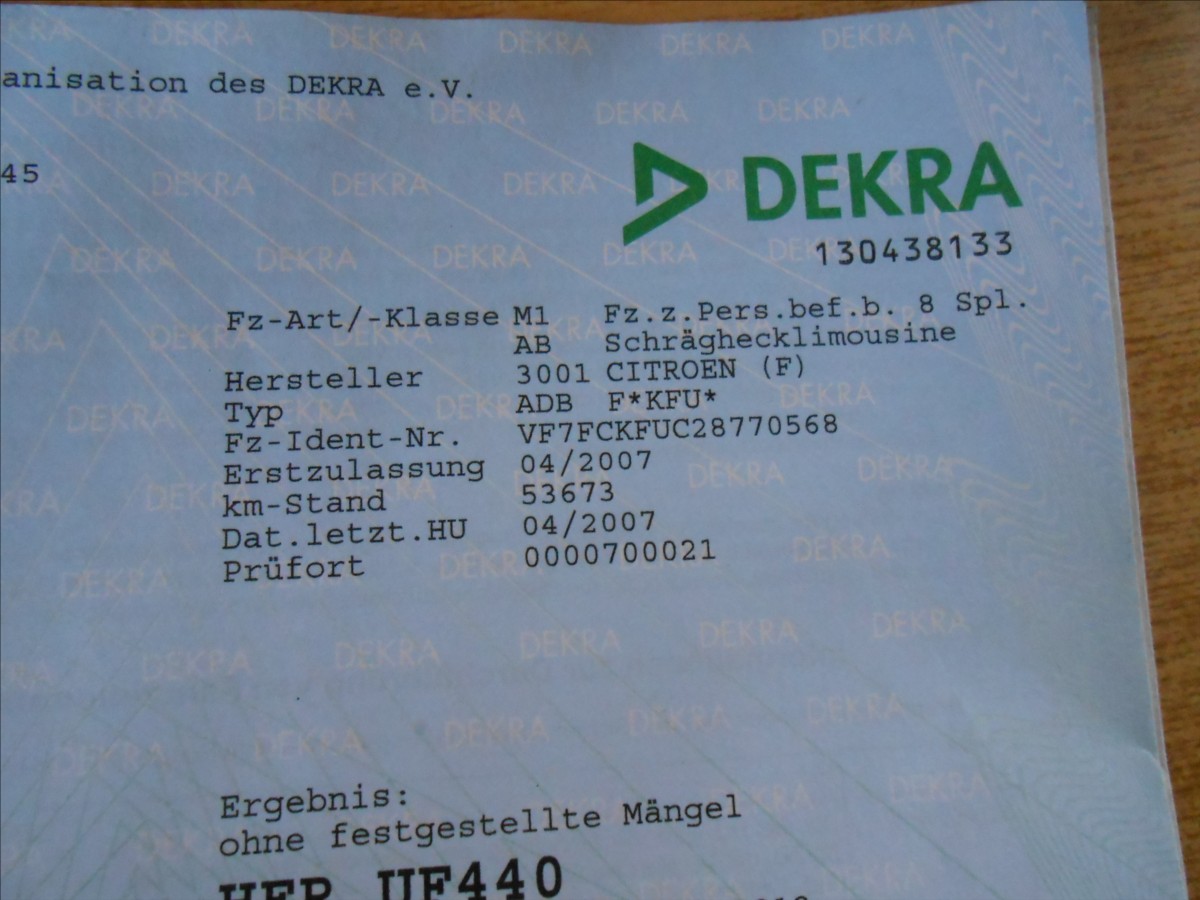 anisation des DEKRA e.V.
45
DEKRA
130438133
Fz-Art/-Klasse M1 Fz.z.Pers.bef.b. 8 Spl.
AB Schräghecklimousine
Hersteller 3001 CITROEN (F)
Typ ADB F*KFU*
Fz-Ident-Nr. VF7FCKFUC28770568
Erstzulassung 04/2007
km-Stand 53673
Dat.letzt.HU 04/2007
Prüfort 0000700021
Ergebnis:
ohne festgestellte Mängel
UF440